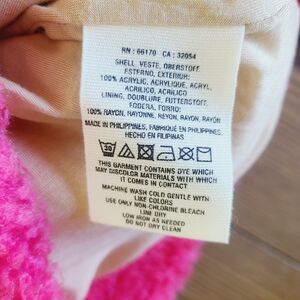 RN : 66170 CA : 32054
SHELL, VESTE, OBERSTOFF
ESTERNO, EXTERIOR:
100% ACRYLIC, ACRYLIQUE, ACRYL,
ACRILICO, ACRILICO
LINING, DOUBLURE, FUTTERSTOFF,
FODERA, FORRO:
100% RAYON, RAYONNE, REYON, RAYON, RAYÓN
MADE IN PHILIPPINES, FABRIQUÉ EN PHILIPPINES,
HECHO EN FILIPINAS
30
THIS GARMENT CONTAINS DYE WHICH
MAY DISCOLOR MATERIALS WITH WHICH
IT COMES IN CONTACT
MACHINE WASH COLD GENTLE WITH
LIKE COLORS
USE ONLY NON-CHLORINE BLEACH
LINE DRY
LOW IRON AS NEEDED
DO NOT DRY CLEAN